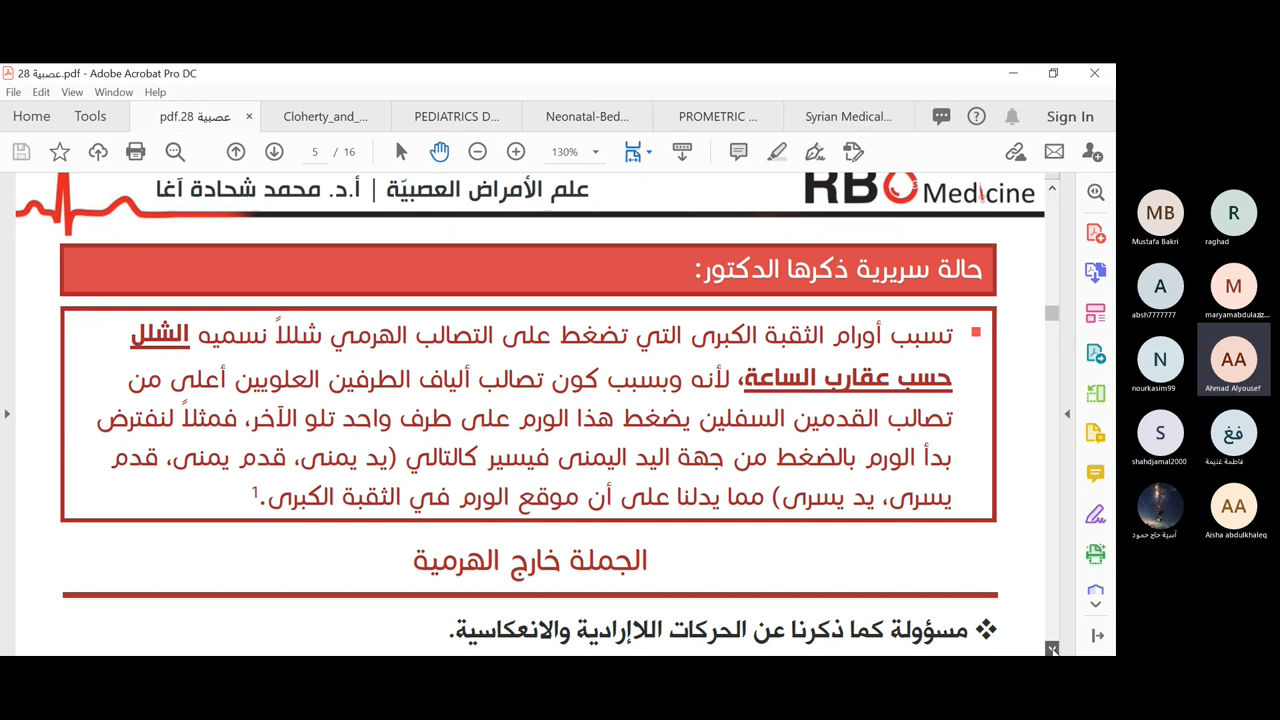 عصبية 28.pdf - Adobe Acrobat Pro DC
File Edit View Window Help
Home Tools عصبية 28.pdf × Cloherty_and_... PEDIATRICS D... Neonatal-Bed... PROMETRIC ... Syrian Medical... Sign In
5 / 16 130%
علم الأمراض العصبيّة | أ.د. محمد شحادة آغا
RBO Medicine
حالة سريرية ذكرها الدكتور:
تسبب أورام الثقبة الكبرى التي تضغط على التصالب الهرمي شللاً نسميه الشلل
حسب عقارب الساعة، لأنه وبسبب كون تصالب ألياف الطرفين العلويين أعلى من
تصالب القدمين السفلين يضغط هذا الورم على طرف واحد تلو الآخر، فمثلاً لنفترض
بدأ الورم بالضغط من جهة اليد اليمنى فيسير كالتالي (يد يمنى، قدم يمنى، قدم
يسرى، يد يسرى) مما يدلنا على أن موقع الورم في الثقبة الكبرى.¹
الجملة خارج الهرمية
❖ مسؤولة كما ذكرنا عن الحركات اللاإرادية والانعكاسية.
MB R
Mustafa Bakri raghad
A M
absh7777777 maryamabdulaziz...
N AA
nourkasim99 Ahmad Alyousef
S فغ
shahdjamal2000 فاطمة غنيمة
AA
آسية حاج حمود Aisha abdulkhaleq